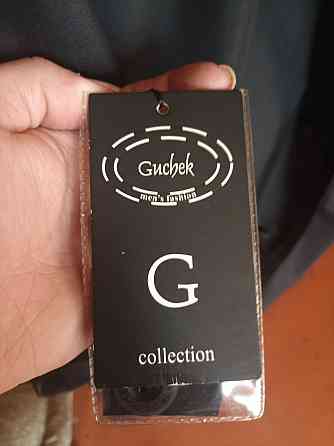 Guchek
men's fashion
G
collection